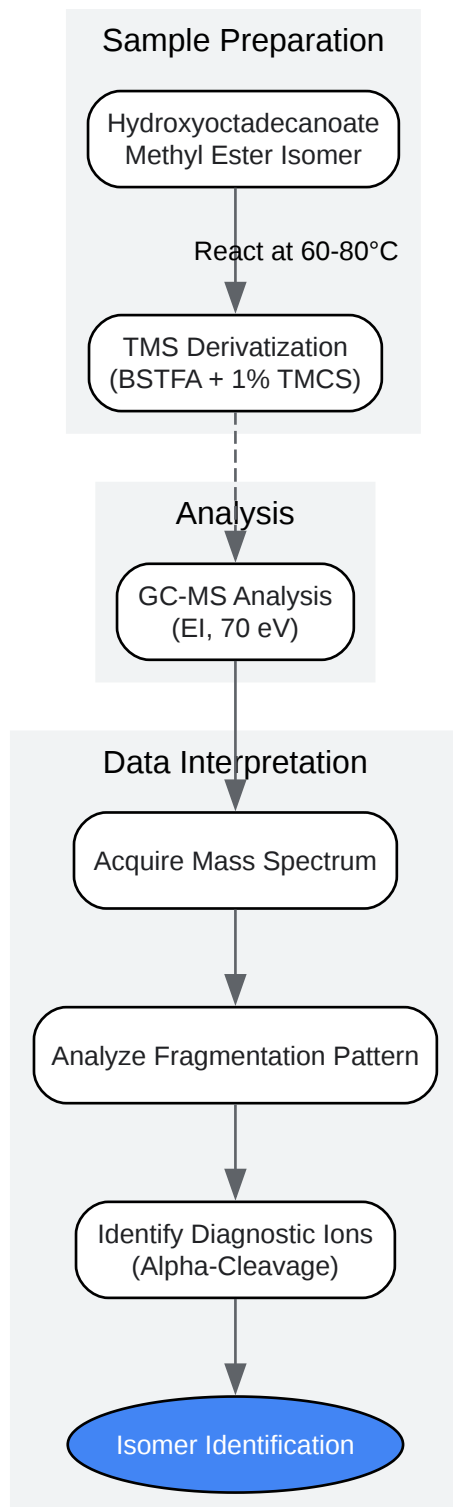 Sample Preparation
Hydroxyoctadecanoate
Methyl Ester Isomer
React at 60-80°C
TMS Derivatization
(BSTFA + 1% TMCS)
Analysis
GC-MS Analysis
(EI, 70 eV)
Data Interpretation
Acquire Mass Spectrum
Analyze Fragmentation Pattern
Identify Diagnostic Ions
(Alpha-Cleavage)
Isomer Identification